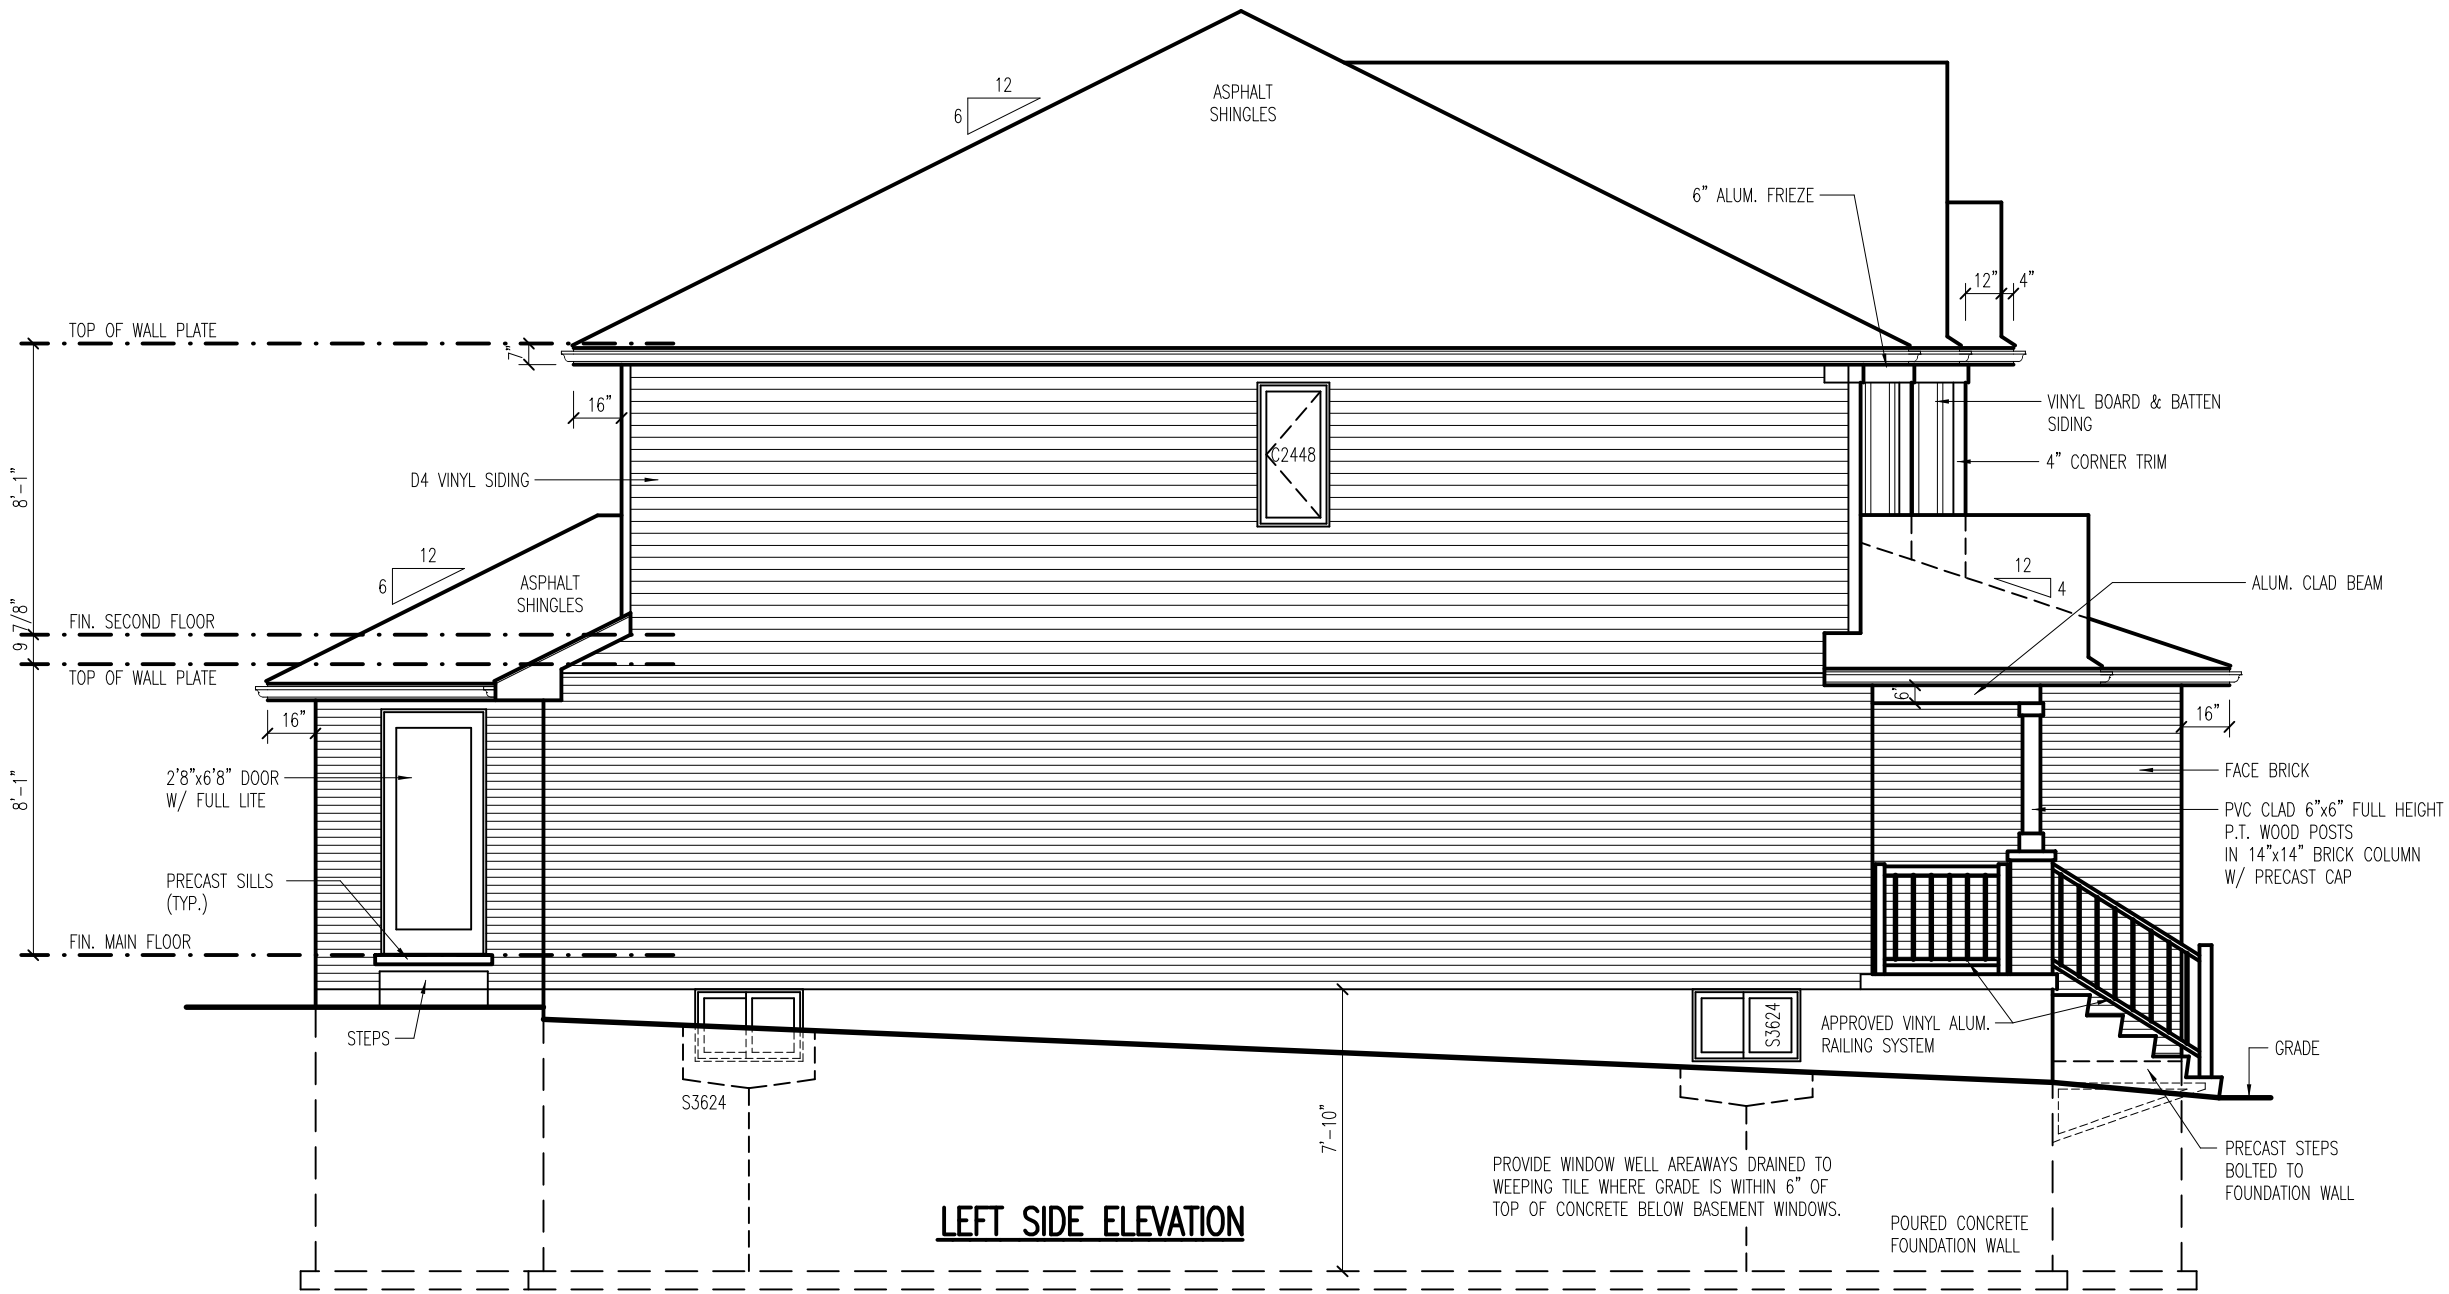 12
6
ASPHALT
SHINGLES
6" ALUM. FRIEZE
12"
4"
TOP OF WALL PLATE
7"
16"
VINYL BOARD & BATTEN
SIDING
C2448
4" CORNER TRIM
D4 VINYL SIDING
8'-1"
12
6
ASPHALT
SHINGLES
12
4
ALUM. CLAD BEAM
FIN. SECOND FLOOR
9 7/8"
TOP OF WALL PLATE
6"
16"
16"
2'8"x6'8" DOOR
W/ FULL LITE
8'-1"
FACE BRICK
PVC CLAD 6"x6" FULL HEIGHT
P.T. WOOD POSTS
IN 14"x14" BRICK COLUMN
W/ PRECAST CAP
PRECAST SILLS
(TYP.)
FIN. MAIN FLOOR
STEPS
S3624
APPROVED VINYL ALUM.
RAILING SYSTEM
GRADE
S3624
7'-10"
PROVIDE WINDOW WELL AREAWAYS DRAINED TO
WEEPING TILE WHERE GRADE IS WITHIN 6" OF
TOP OF CONCRETE BELOW BASEMENT WINDOWS.
PRECAST STEPS
BOLTED TO
FOUNDATION WALL
POURED CONCRETE
FOUNDATION WALL
LEFT SIDE ELEVATION